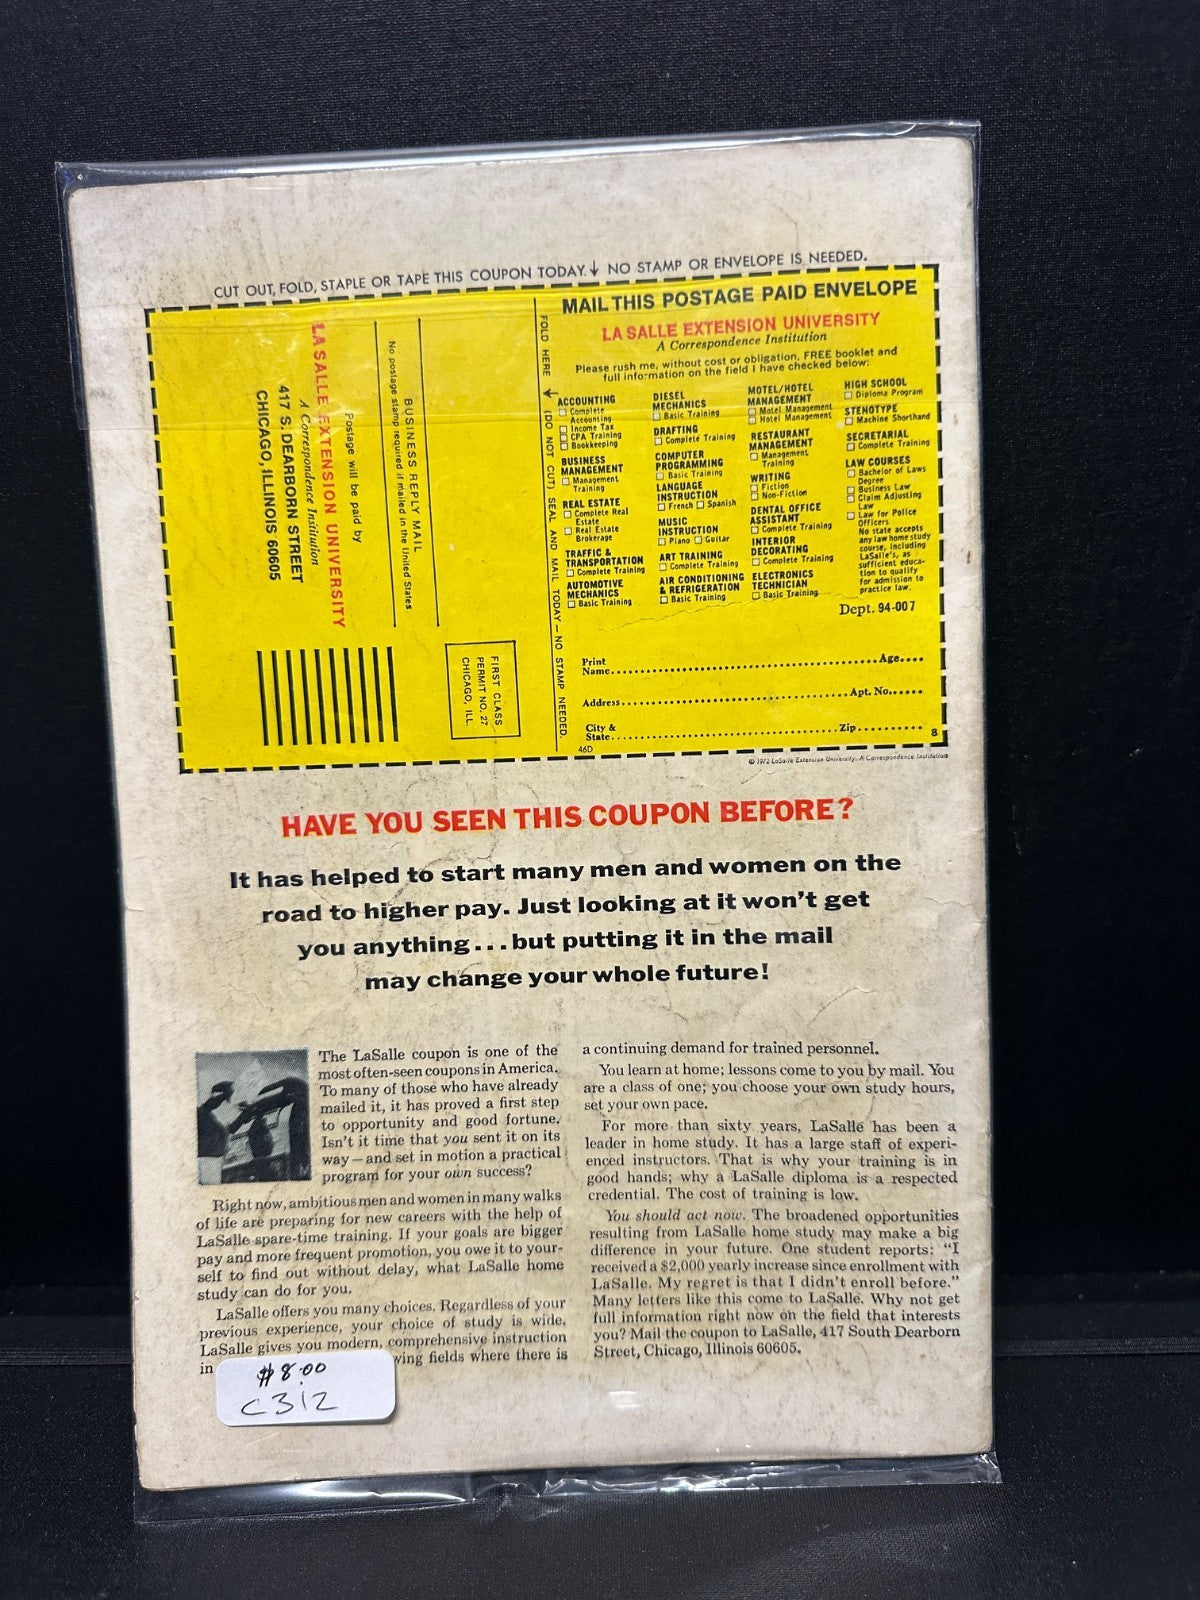 CUT OUT, FOLD, STAPLE OR TAPE THIS COUPON TODAY. ↓ NO STAMP OR ENVELOPE IS NEEDED.
No postage stamp required if mailed in the United States
BUSINESS REPLY MAIL
Postage will be paid by
LA SALLE EXTENSION UNIVERSITY
A Correspondence Institution
417 S. DEARBORN STREET
CHICAGO, ILLINOIS 60605
FIRST CLASS
PERMIT NO. 27
CHICAGO, ILL.
FOLD HERE ↓ (DO NOT CUT) SEAL AND MAIL TODAY — NO STAMP NEEDED.
MAIL THIS POSTAGE PAID ENVELOPE
LA SALLE EXTENSION UNIVERSITY
A Correspondence Institution
Please rush me, without cost or obligation, FREE booklet and
full information on the field I have checked below:
ACCOUNTING
☐ Complete
Accounting
☐ Income Tax
☐ CPA Training
☐ Bookkeeping
BUSINESS
MANAGEMENT
☐ Management
Training
REAL ESTATE
☐ Complete Real
Estate
☐ Real Estate
Brokerage
TRAFFIC &
TRANSPORTATION
☐ Complete Training
AUTOMOTIVE
MECHANICS
☐ Basic Training
DIESEL
MECHANICS
☐ Basic Training
DRAFTING
☐ Complete Training
COMPUTER
PROGRAMMING
☐ Basic Training
LANGUAGE
INSTRUCTION
☐ French ☐ Spanish
MUSIC
INSTRUCTION
☐ Piano ☐ Guitar
ART TRAINING
☐ Complete Training
AIR CONDITIONING
& REFRIGERATION
☐ Basic Training
MOTEL/HOTEL
MANAGEMENT
☐ Motel Management
☐ Hotel Management
RESTAURANT
MANAGEMENT
☐ Management
Training
WRITING
☐ Fiction
☐ Non-Fiction
DENTAL OFFICE
ASSISTANT
☐ Complete Training
INTERIOR
DECORATING
☐ Complete Training
ELECTRONICS
TECHNICIAN
☐ Basic Training
HIGH SCHOOL
☐ Diploma Program
STENOTYPE
☐ Machine Shorthand
SECRETARIAL
☐ Complete Training
LAW COURSES
☐ Bachelor of Laws
Degree
☐ Business Law
☐ Claim Adjusting
Law
☐ Law for Police
Officers
No state accepts
any law home study
course, including
LaSalle's, as
sufficient educa-
tion to qualify
for admission to
practice law.
Dept. 94-007
Print
Name..........Age....
Address..........Apt. No......
City &
State..........Zip..........
46D
8
© 1972 LaSalle Extension University, A Correspondence Institution
HAVE YOU SEEN THIS COUPON BEFORE?
It has helped to start many men and women on the
road to higher pay. Just looking at it won't get
you anything...but putting it in the mail
may change your whole future!
The LaSalle coupon is one of the
most often-seen coupons in America.
To many of those who have already
mailed it, it has proved a first step
to opportunity and good fortune.
Isn't it time that you sent it on its
way—and set in motion a practical
program for your own success?
Right now, ambitious men and women in many walks
of life are preparing for new careers with the help of
LaSalle spare-time training. If your goals are bigger
pay and more frequent promotion, you owe it to your-
self to find out without delay, what LaSalle home
study can do for you.
LaSalle offers you many choices. Regardless of your
previous experience, your choice of study is wide.
LaSalle gives you modern, comprehensive instruction
in wing fields where there is
a continuing demand for trained personnel.
You learn at home; lessons come to you by mail. You
are a class of one; you choose your own study hours,
set your own pace.
For more than sixty years, LaSalle has been a
leader in home study. It has a large staff of experi-
enced instructors. That is why your training is in
good hands; why a LaSalle diploma is a respected
credential. The cost of training is low.
You should act now. The broadened opportunities
resulting from LaSalle home study may make a big
difference in your future. One student reports: "I
received a $2,000 yearly increase since enrollment with
LaSalle. My regret is that I didn't enroll before."
Many letters like this come to LaSalle. Why not get
full information right now on the field that interests
you? Mail the coupon to LaSalle, 417 South Dearborn
Street, Chicago, Illinois 60605.
$8.00
C312